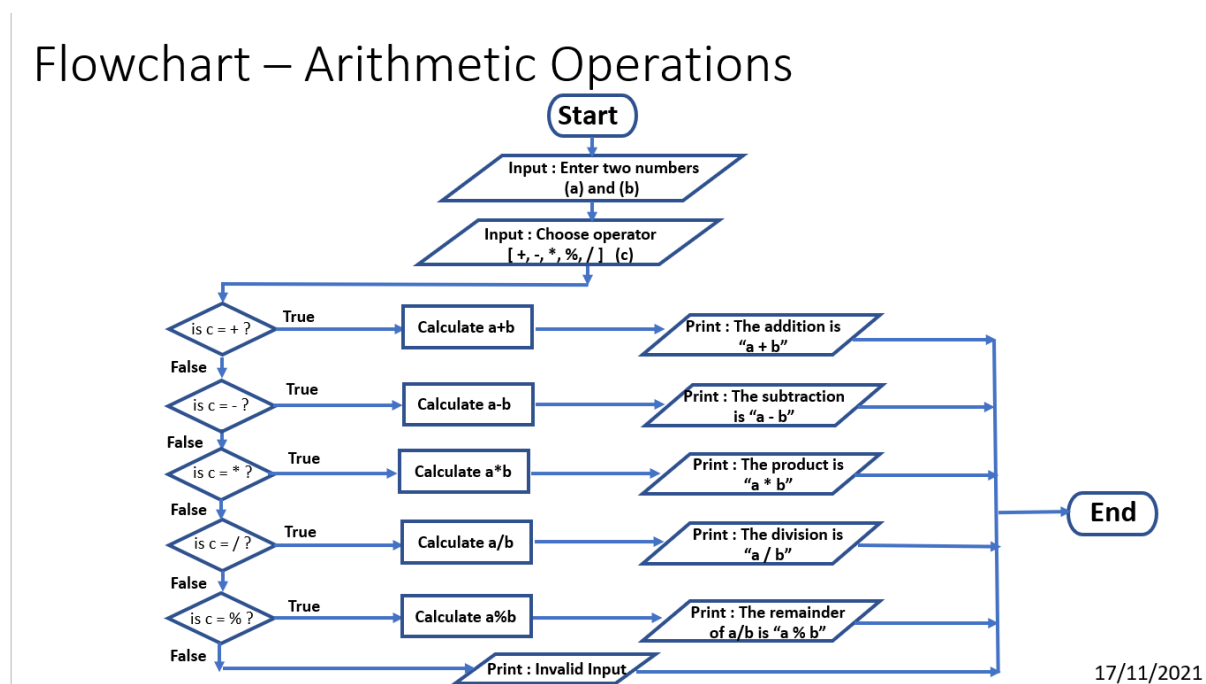 Flowchart – Arithmetic Operations
Start
Input : Enter two numbers
(a) and (b)
Input : Choose operator
[ +, -, *, %, / ] (c)
is c = + ?
True
Calculate a+b
Print : The addition is
“a + b”
False
is c = - ?
True
Calculate a-b
Print : The subtraction
is “a - b”
False
is c = * ?
True
Calculate a*b
Print : The product is
“a * b”
False
is c = / ?
True
Calculate a/b
Print : The division is
“a / b”
False
is c = % ?
True
Calculate a%b
Print : The remainder
of a/b is “a % b”
False
Print : Invalid Input
End
17/11/2021